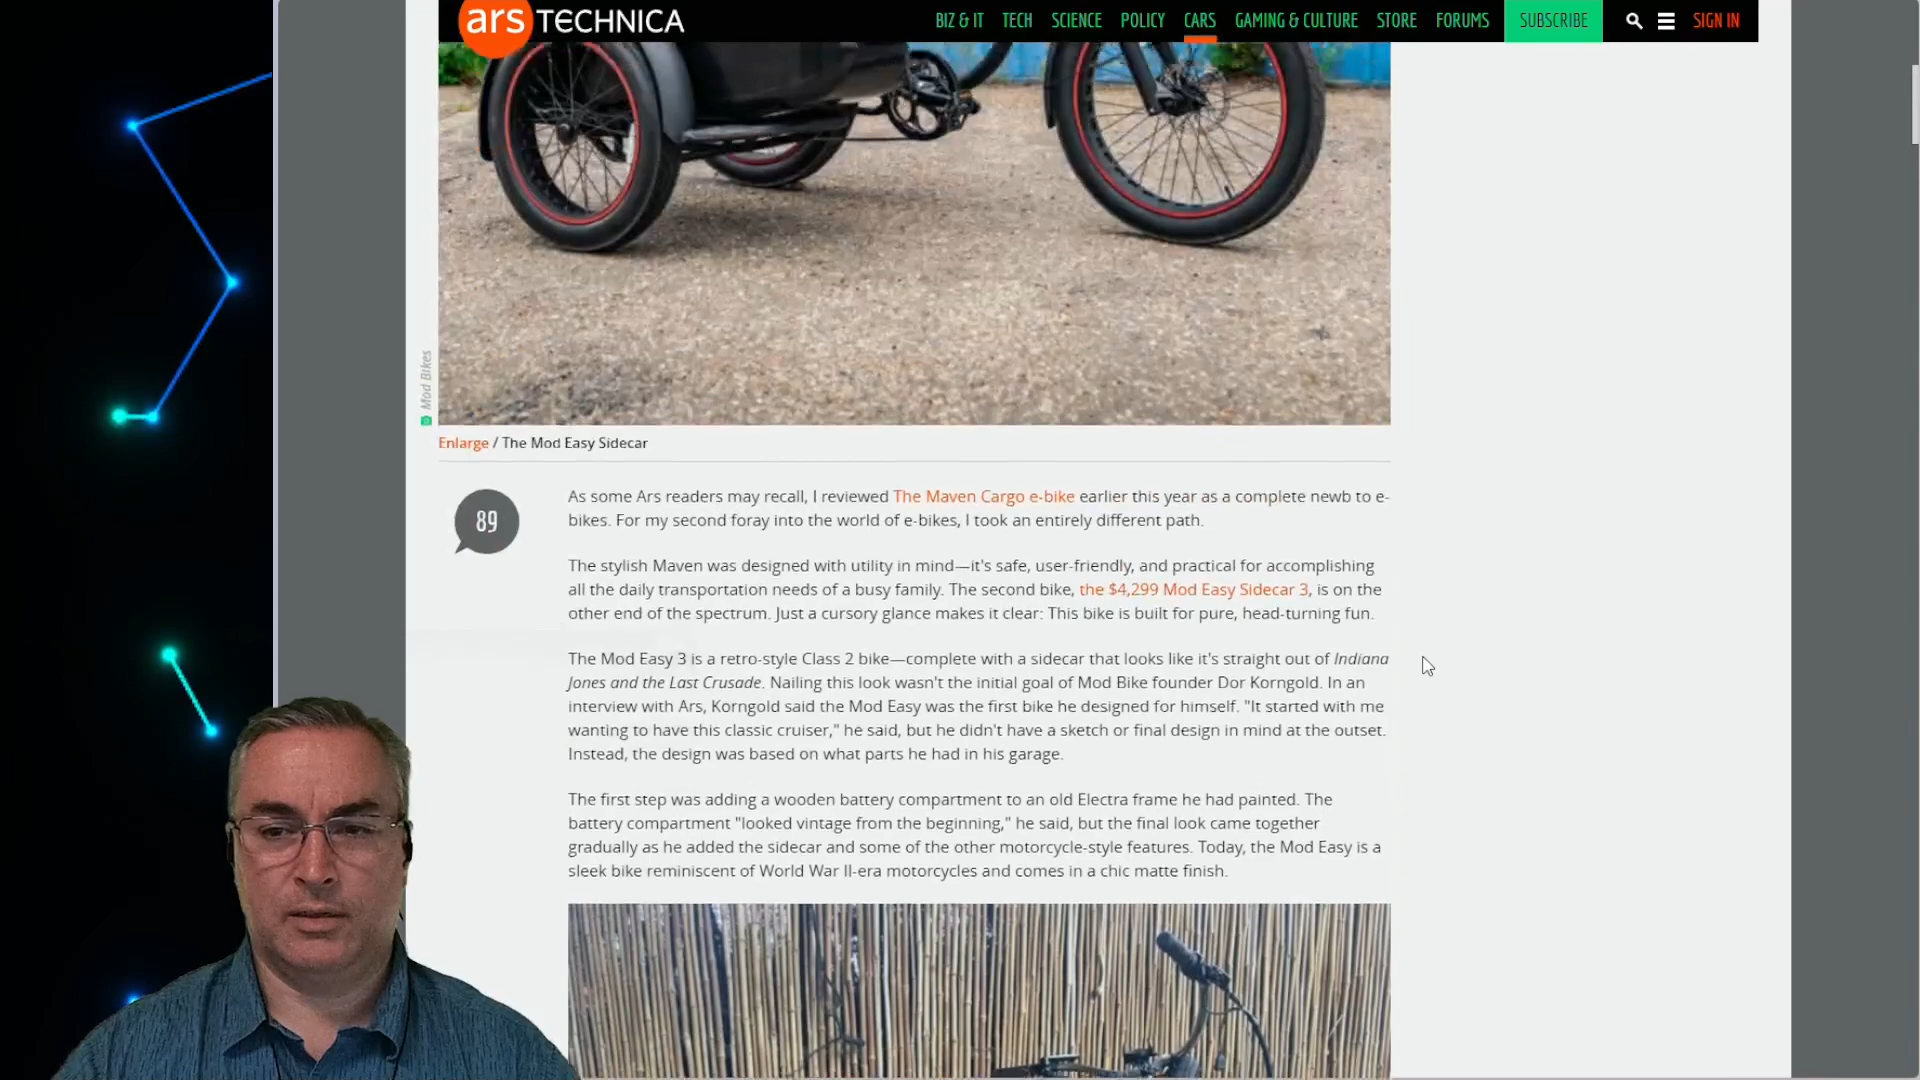 ars TECHNICA
BIZ & IT TECH SCIENCE POLICY CARS GAMING & CULTURE STORE FORUMS SUBSCRIBE SIGN IN
Mod Bikes
Enlarge / The Mod Easy Sidecar
89
As some Ars readers may recall, I reviewed The Maven Cargo e-bike earlier this year as a complete newb to e-
bikes. For my second foray into the world of e-bikes, I took an entirely different path.
The stylish Maven was designed with utility in mind—it's safe, user-friendly, and practical for accomplishing
all the daily transportation needs of a busy family. The second bike, the $4,299 Mod Easy Sidecar 3, is on the
other end of the spectrum. Just a cursory glance makes it clear: This bike is built for pure, head-turning fun.
The Mod Easy 3 is a retro-style Class 2 bike—complete with a sidecar that looks like it's straight out of Indiana
Jones and the Last Crusade. Nailing this look wasn't the initial goal of Mod Bike founder Dor Korngold. In an
interview with Ars, Korngold said the Mod Easy was the first bike he designed for himself. "It started with me
wanting to have this classic cruiser," he said, but he didn't have a sketch or final design in mind at the outset.
Instead, the design was based on what parts he had in his garage.
The first step was adding a wooden battery compartment to an old Electra frame he had painted. The
battery compartment "looked vintage from the beginning," he said, but the final look came together
gradually as he added the sidecar and some of the other motorcycle-style features. Today, the Mod Easy is a
sleek bike reminiscent of World War II-era motorcycles and comes in a chic matte finish.